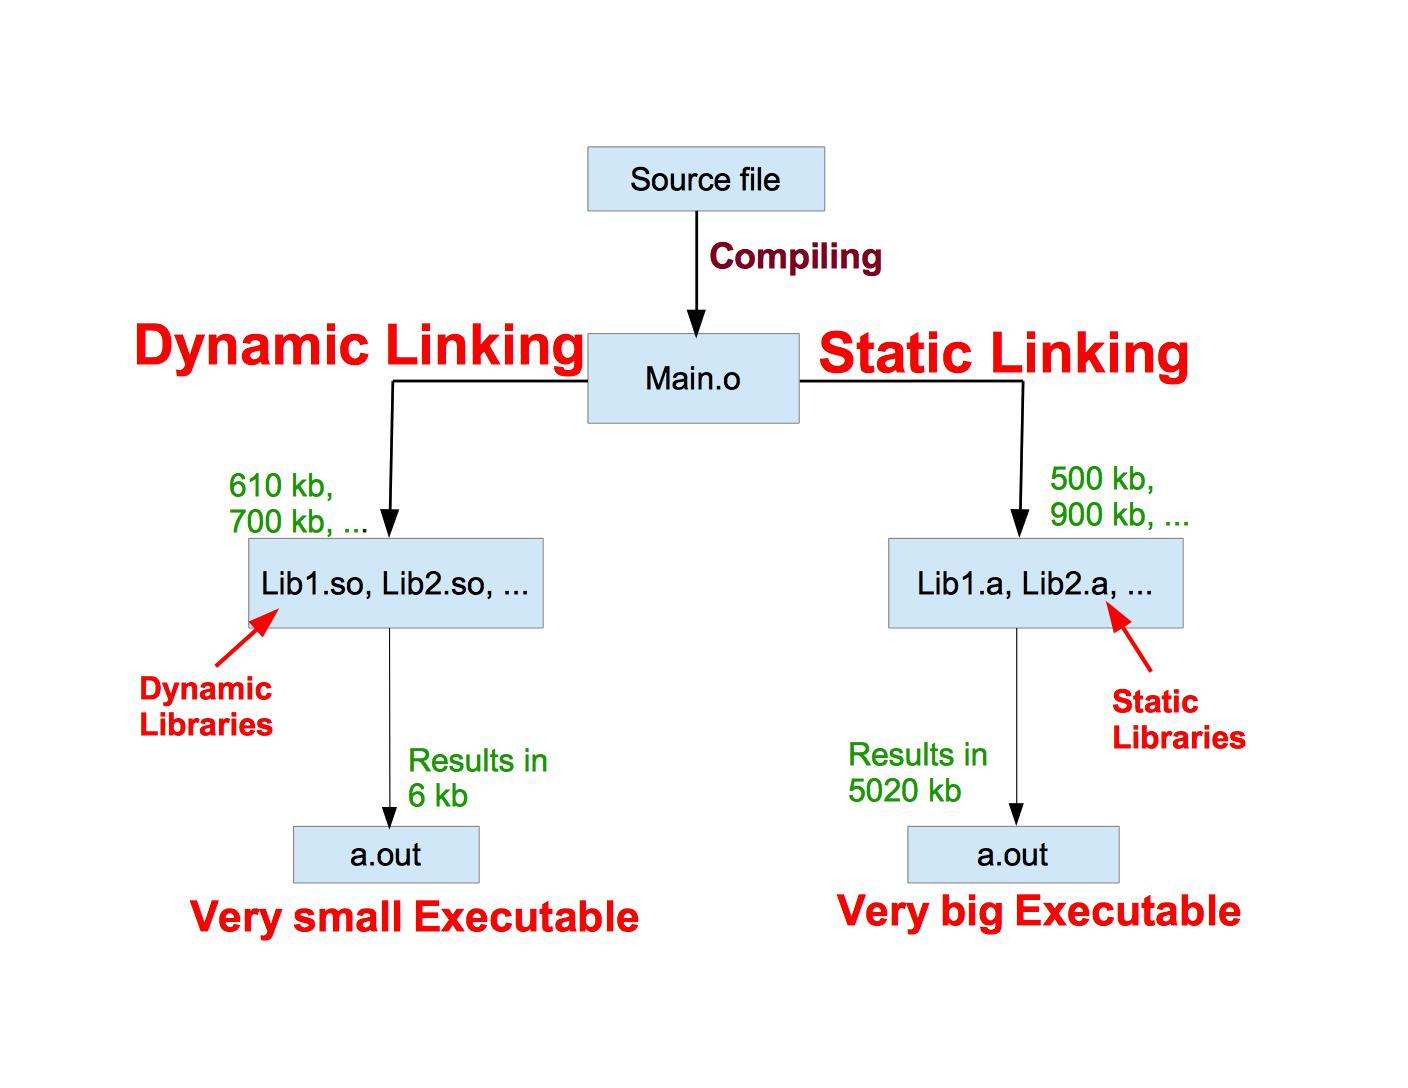 Source file
Compiling
Dynamic Linking
Static Linking
Main.o
610 kb,
700 kb, ...
500 kb,
900 kb, ...
Lib1.so, Lib2.so, ...
Lib1.a, Lib2.a, ...
Dynamic
Libraries
Static
Libraries
Results in
6 kb
Results in
5020 kb
a.out
a.out
Very small Executable
Very big Executable